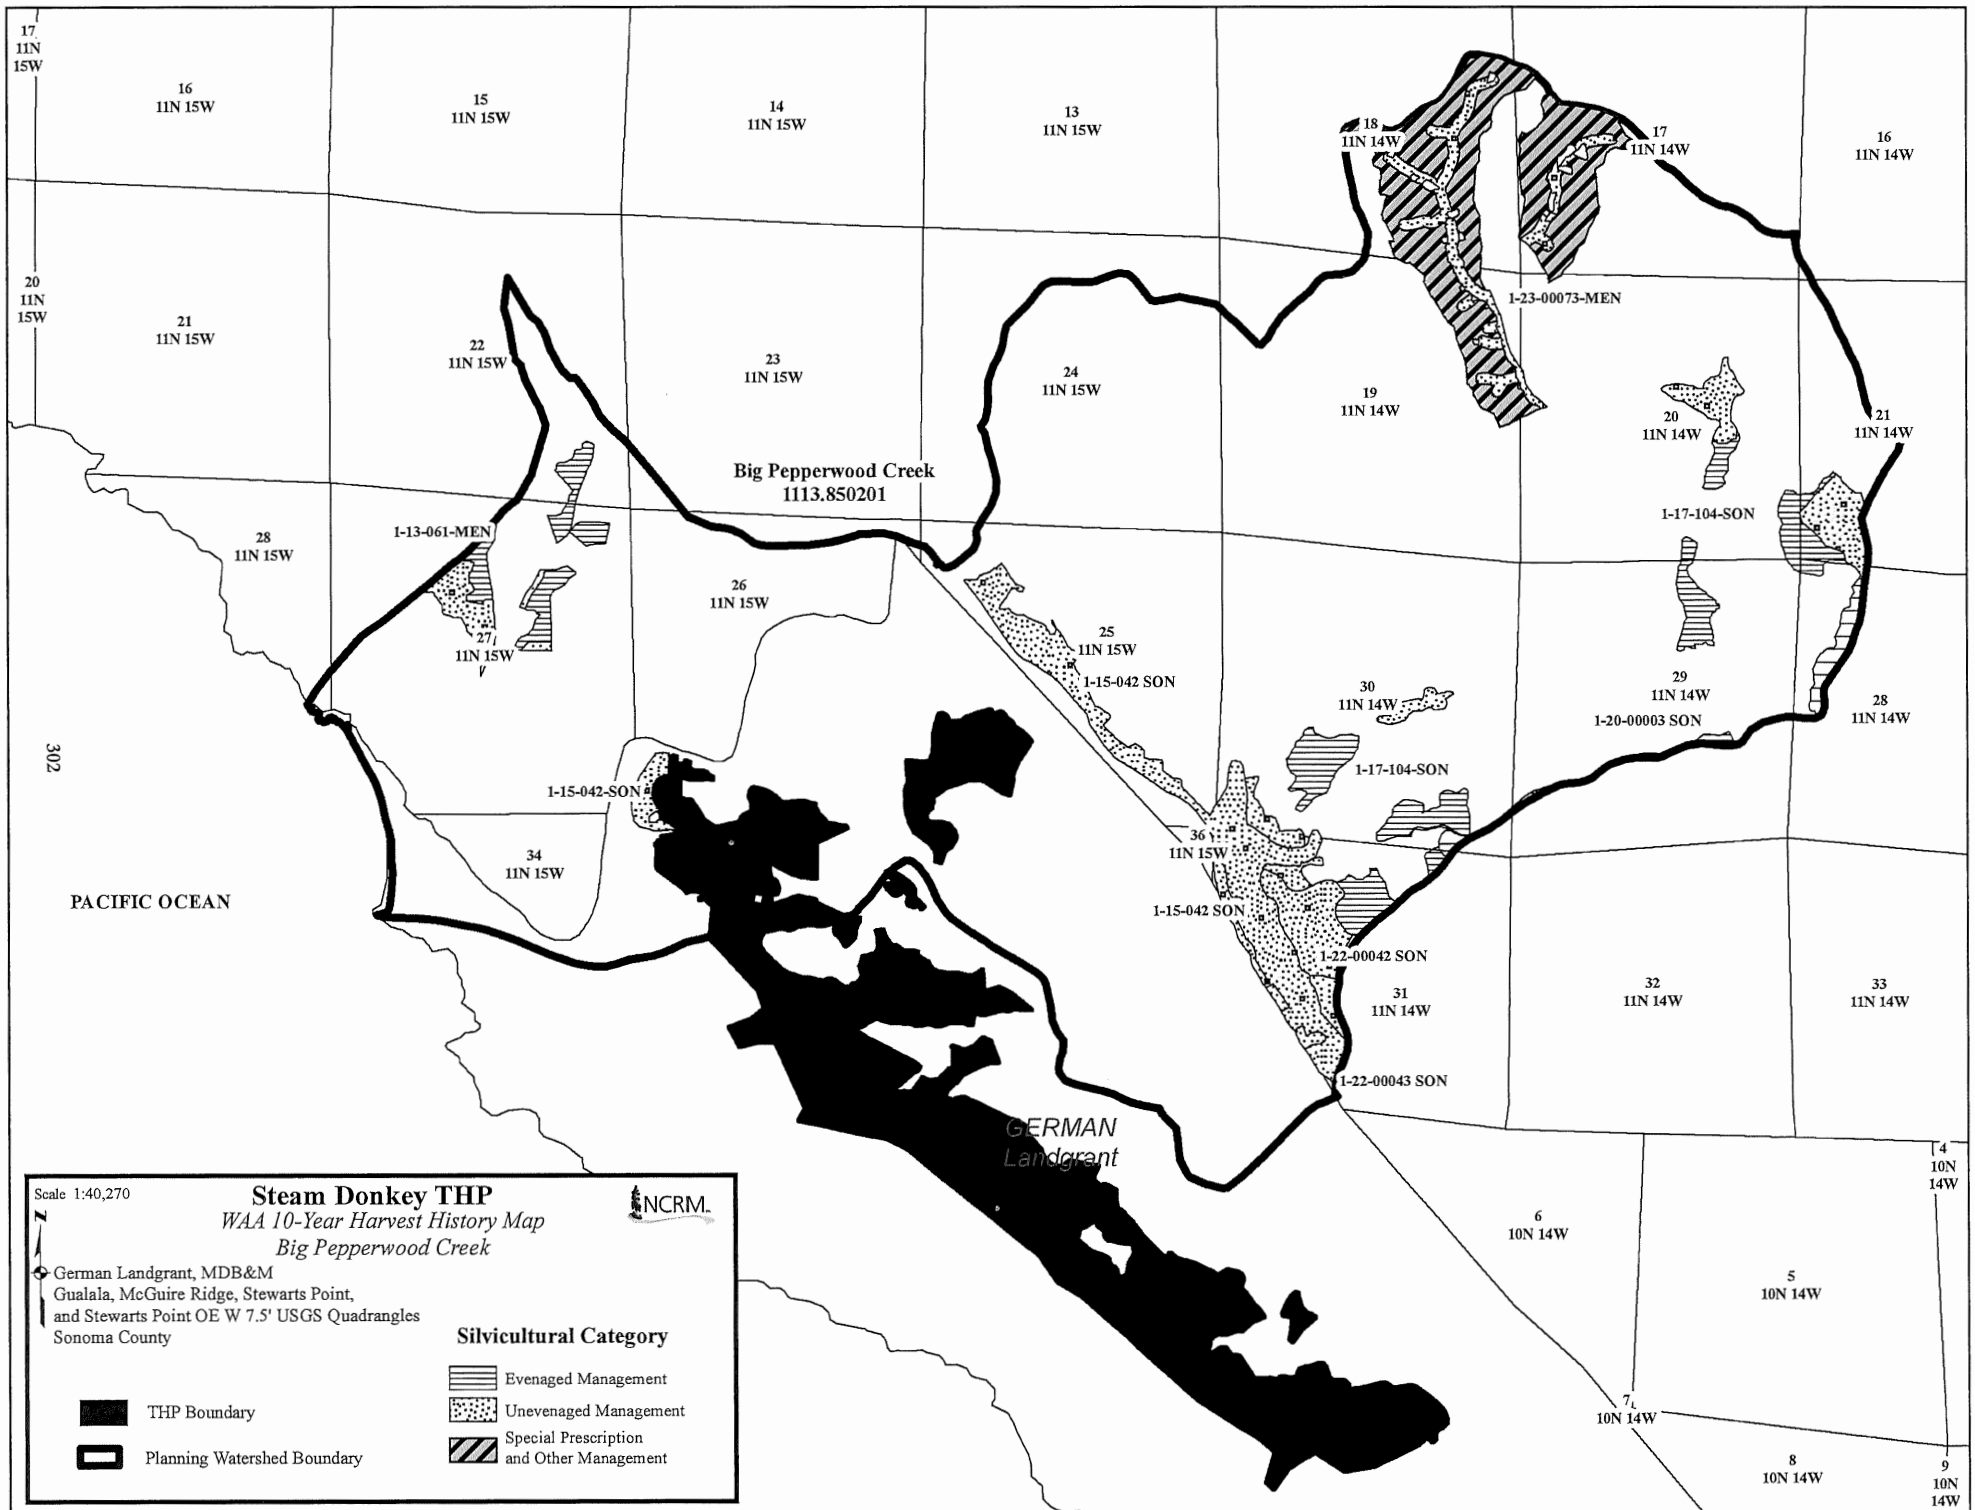 17
11N
15W
16
11N 15W
15
11N 15W
14
11N 15W
13
11N 15W
18
11N 14W
17
11N 14W
16
11N 14W
20
11N
15W
21
11N 15W
22
11N 15W
23
11N 15W
24
11N 15W
19
11N 14W
1-23-00073-MEN
20
11N 14W
21
11N 14W
Big Pepperwood Creek
1113.850201
1-17-104-SON
28
11N 15W
1-13-061-MEN
27
11N 15W
26
11N 15W
25
11N 15W
1-15-042 SON
30
11N 14W
29
11N 14W
1-20-00003 SON
28
11N 14W
302
1-15-042-SON
1-17-104-SON
34
11N 15W
36
11N 15W
PACIFIC OCEAN
1-15-042 SON
1-22-00042 SON
31
11N 14W
32
11N 14W
33
11N 14W
1-22-00043 SON
GERMAN
Landgrant
4
10N
14W
6
10N 14W
5
10N 14W
7
10N 14W
8
10N 14W
9
10N
14W
Scale 1:40,270
Steam Donkey THP
WAA 10-Year Harvest History Map
Big Pepperwood Creek
NCRM
Z
German Landgrant, MDB&M
Gualala, McGuire Ridge, Stewarts Point,
and Stewarts Point OE W 7.5' USGS Quadrangles
Sonoma County
Silvicultural Category
Evenaged Management
THP Boundary
Unevenaged Management
Planning Watershed Boundary
Special Prescription
and Other Management